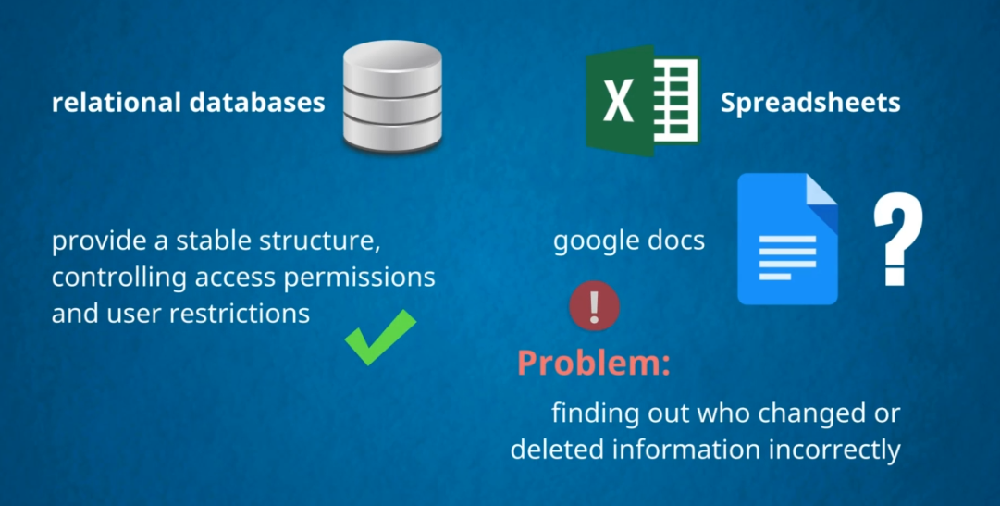 relational databases
X
Spreadsheets
provide a stable structure,
controlling access permissions
and user restrictions
google docs
?
!
Problem:
finding out who changed or
deleted information incorrectly